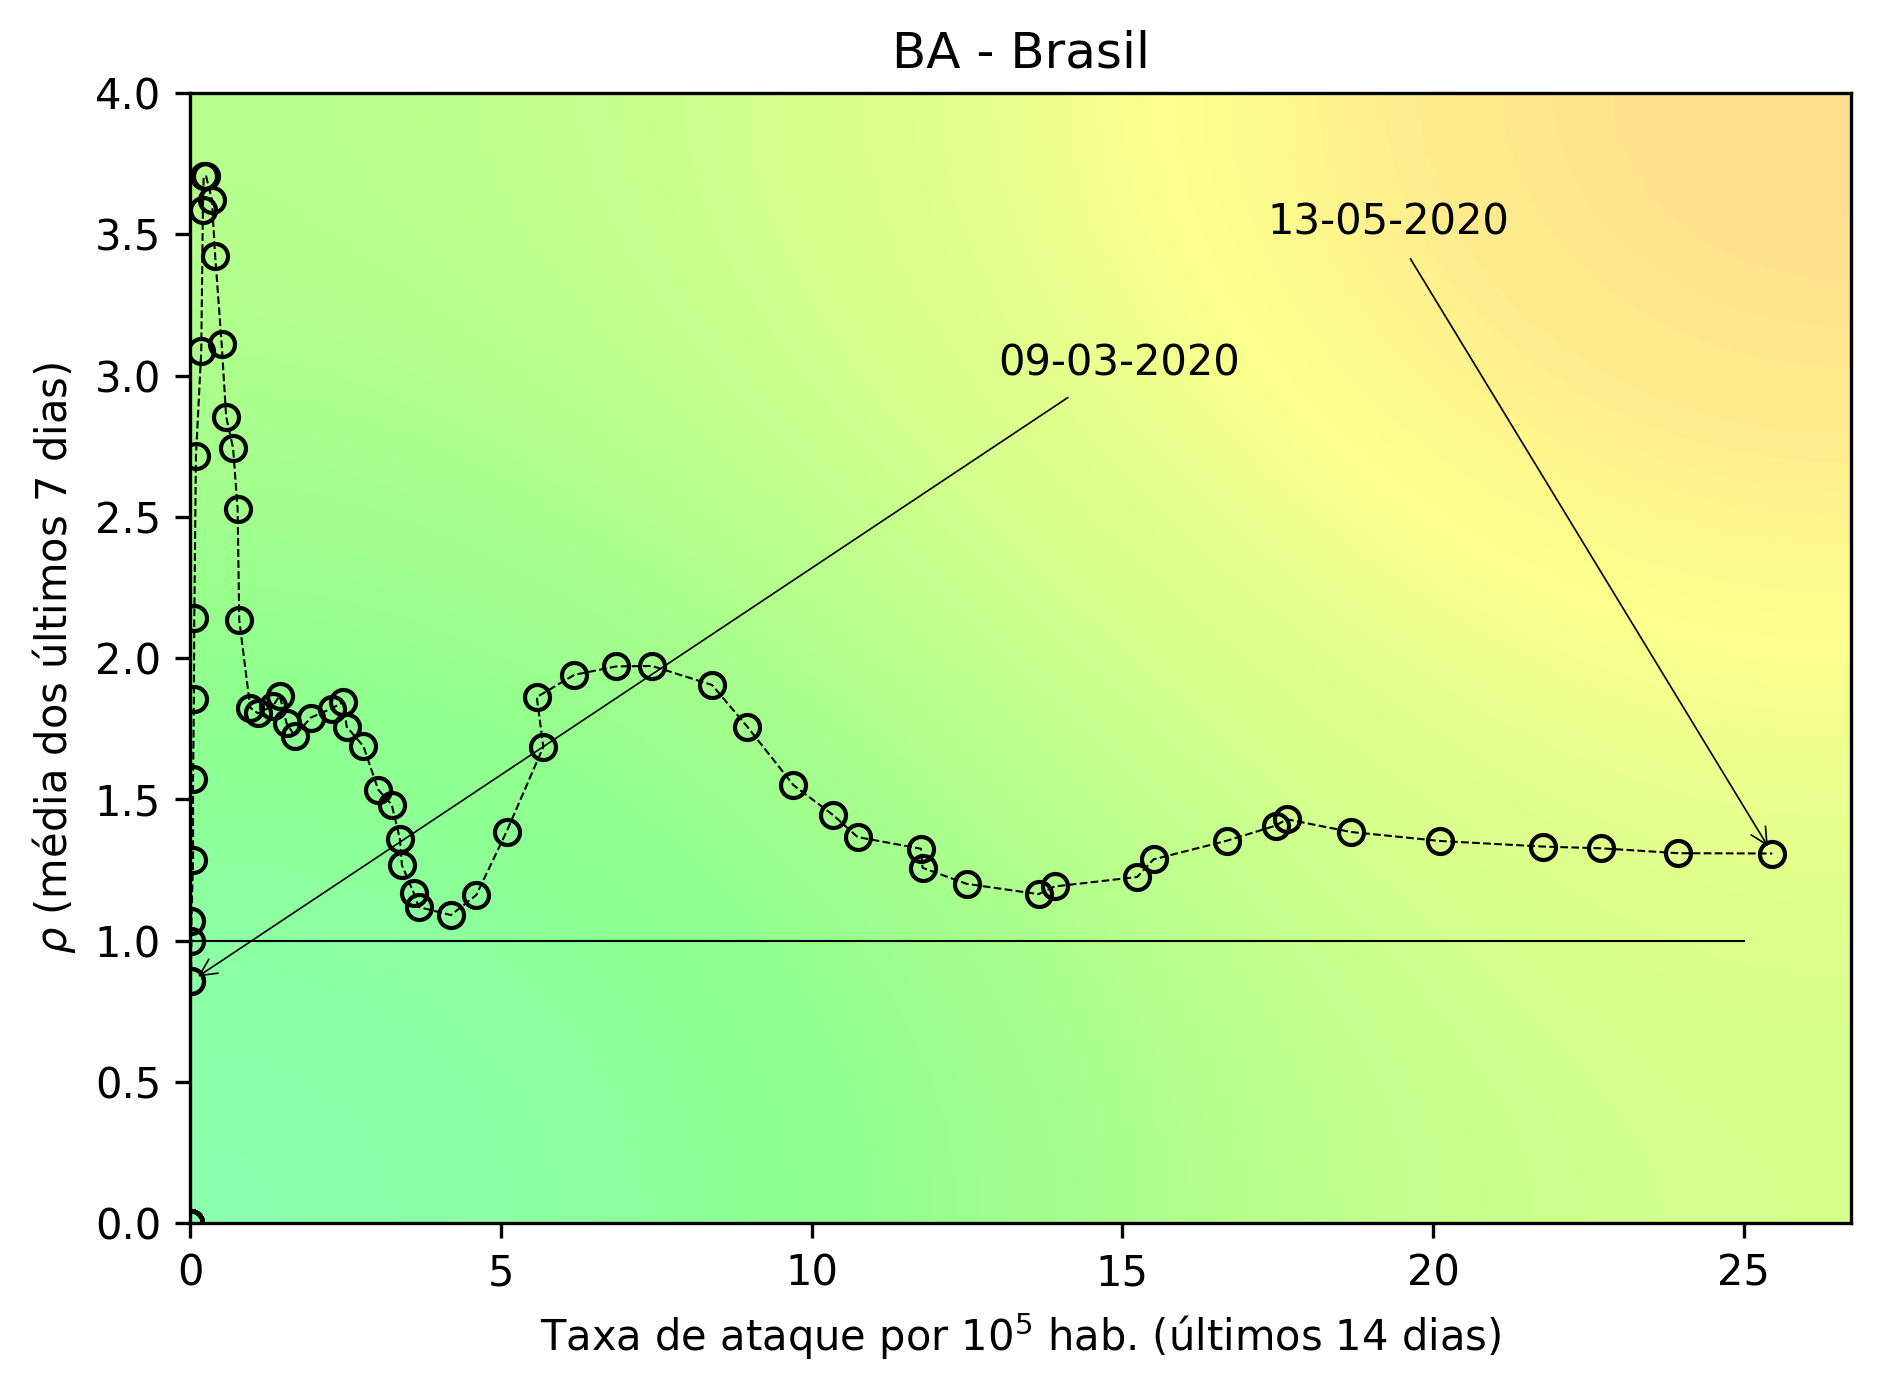 BA - Brasil
4.0
3.5
3.0
2.5
2.0
1.5
1.0
0.5
0.0
ρ (média dos últimos 7 dias)
13-05-2020
09-03-2020
0 5 10 15 20 25
Taxa de ataque por 10⁵ hab. (últimos 14 dias)